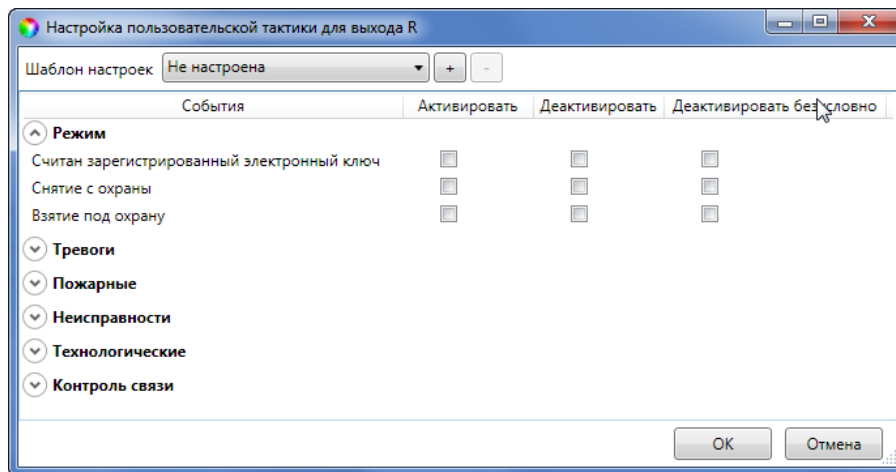 Настройка пользовательской тактики для выхода R
Шаблон настроек Не настроена + -
События Активировать Деактивировать Деактивировать безусловно
Режим
Считан зарегистрированный электронный ключ
Снятие с охраны
Взятие под охрану
Тревоги
Пожарные
Неисправности
Технологические
Контроль связи
OK Отмена